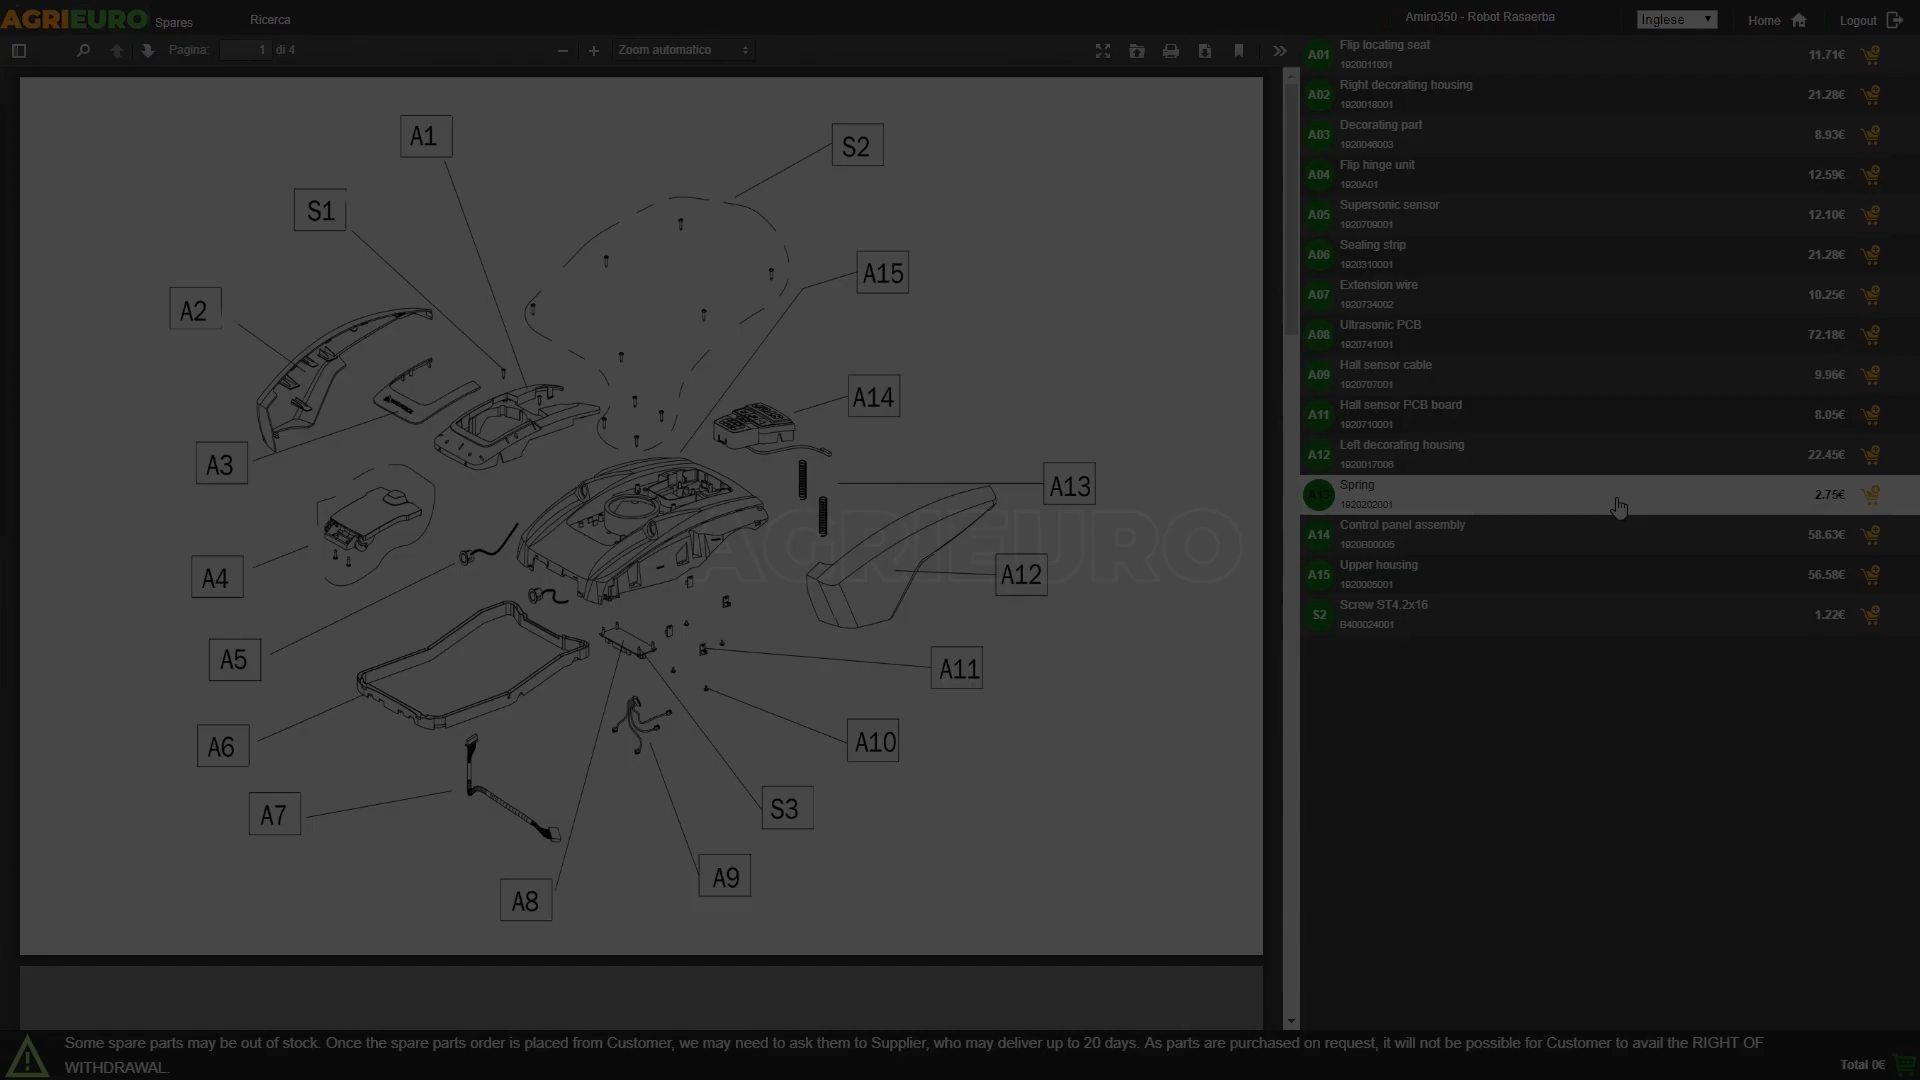 AGRIEURO Spares
Ricerca
Amiro350 - Robot Rasaerba
Inglese
Home
Logout
Pagina: 1 di 4
Zoom automatico
A1
S2
S1
A15
A2
A14
A3
A13
A4
A12
A5
A11
A6
A10
A7
S3
A9
A8
AGRIEURO
A01 Flip locating seat 11.71€
1920011001
A02 Right decorating housing 21.28€
1920018001
A03 Decorating part 8.93€
1920046003
A04 Flip hinge unit 12.59€
1920A01
A05 Supersonic sensor 12.10€
1920709001
A06 Sealing strip 21.28€
1920310001
A07 Extension wire 10.25€
1920734002
A08 Ultrasonic PCB 72.18€
1920741001
A09 Hall sensor cable 9.96€
1920707001
A11 Hall sensor PCB board 8.05€
1920710001
A12 Left decorating housing 22.45€
1920017006
A13 Spring 2.75€
1920202001
A14 Control panel assembly 58.63€
1920B00005
A15 Upper housing 56.58€
1920005001
S2 Screw ST4.2x16 1.22€
B400024001
Some spare parts may be out of stock. Once the spare parts order is placed from Customer, we may need to ask them to Supplier, who may deliver up to 20 days. As parts are purchased on request, it will not be possible for Customer to avail the RIGHT OF
WITHDRAWAL.
Total 0€